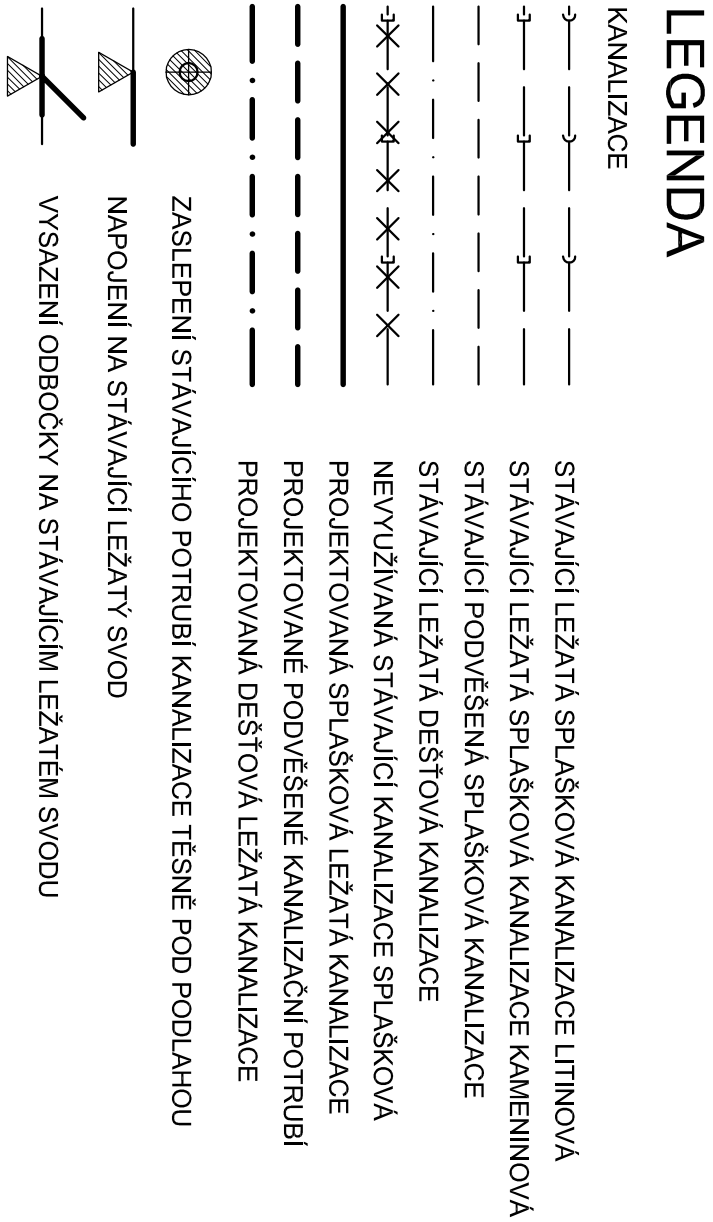 LEGENDA
KANALIZACE
STÁVAJÍCÍ LEŽATÁ SPLAŠKOVÁ KANALIZACE LITINOVÁ
STÁVAJÍCÍ LEŽATÁ SPLAŠKOVÁ KANALIZACE KAMENINOVÁ
STÁVAJÍCÍ PODVĚŠENÁ SPLAŠKOVÁ KANALIZACE
STÁVAJÍCÍ LEŽATÁ DEŠŤOVÁ KANALIZACE
NEVYUŽÍVANÁ STÁVAJÍCÍ KANALIZACE SPLAŠKOVÁ
PROJEKTOVANÁ SPLAŠKOVÁ LEŽATÁ KANALIZACE
PROJEKTOVANÉ PODVĚŠENÉ KANALIZAČNÍ POTRUBÍ
PROJEKTOVANÁ DEŠŤOVÁ LEŽATÁ KANALIZACE
ZASLEPENÍ STÁVAJÍCÍHO POTRUBÍ KANALIZACE TĚSNĚ POD PODLAHOU
NAPOJENÍ NA STÁVAJÍCÍ LEŽATÝ SVOD
VYSAZENÍ ODBOČKY NA STÁVAJÍCÍM LEŽATÉM SVODU